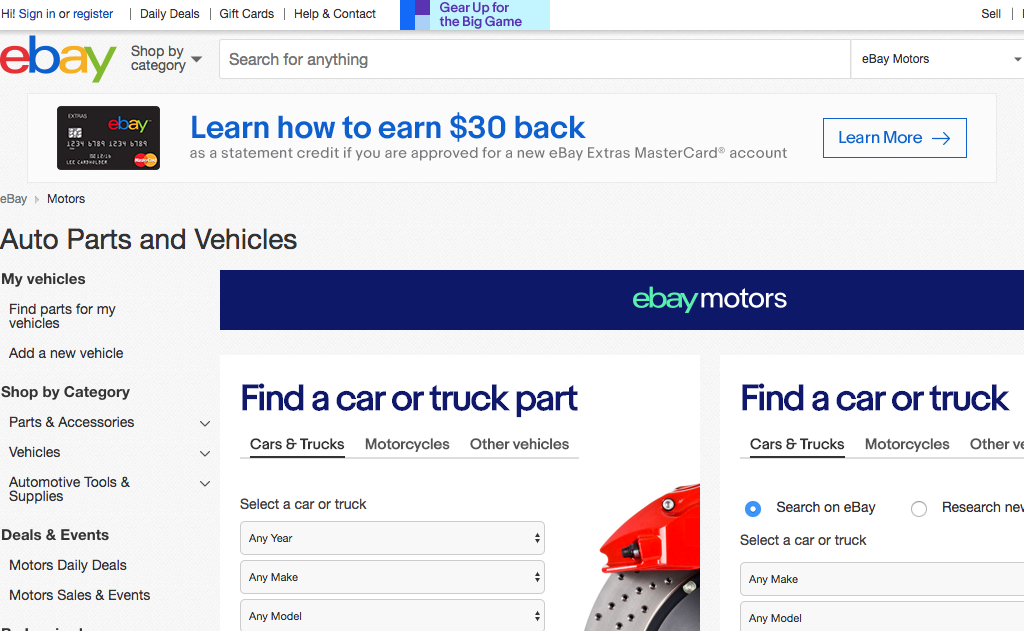 Hi! Sign in or register
Daily Deals
Gift Cards
Help & Contact
Gear Up for
the Big Game
Sell
ebay
Shop by
category
Search for anything
eBay Motors
EXTRAS
ebay
1234 6789 1234 6789
LEE CARDHOLDER
MasterCard
Learn how to earn $30 back
as a statement credit if you are approved for a new eBay Extras MasterCard® account
Learn More
eBay
Motors
Auto Parts and Vehicles
My vehicles
Find parts for my
vehicles
Add a new vehicle
Shop by Category
Parts & Accessories
Vehicles
Automotive Tools &
Supplies
Deals & Events
Motors Daily Deals
Motors Sales & Events
ebay motors
Find a car or truck part
Cars & Trucks
Motorcycles
Other vehicles
Select a car or truck
Any Year
Any Make
Any Model
Find a car or truck
Cars & Trucks
Motorcycles
Other ve
Search on eBay
Research nev
Select a car or truck
Any Make
Any Model